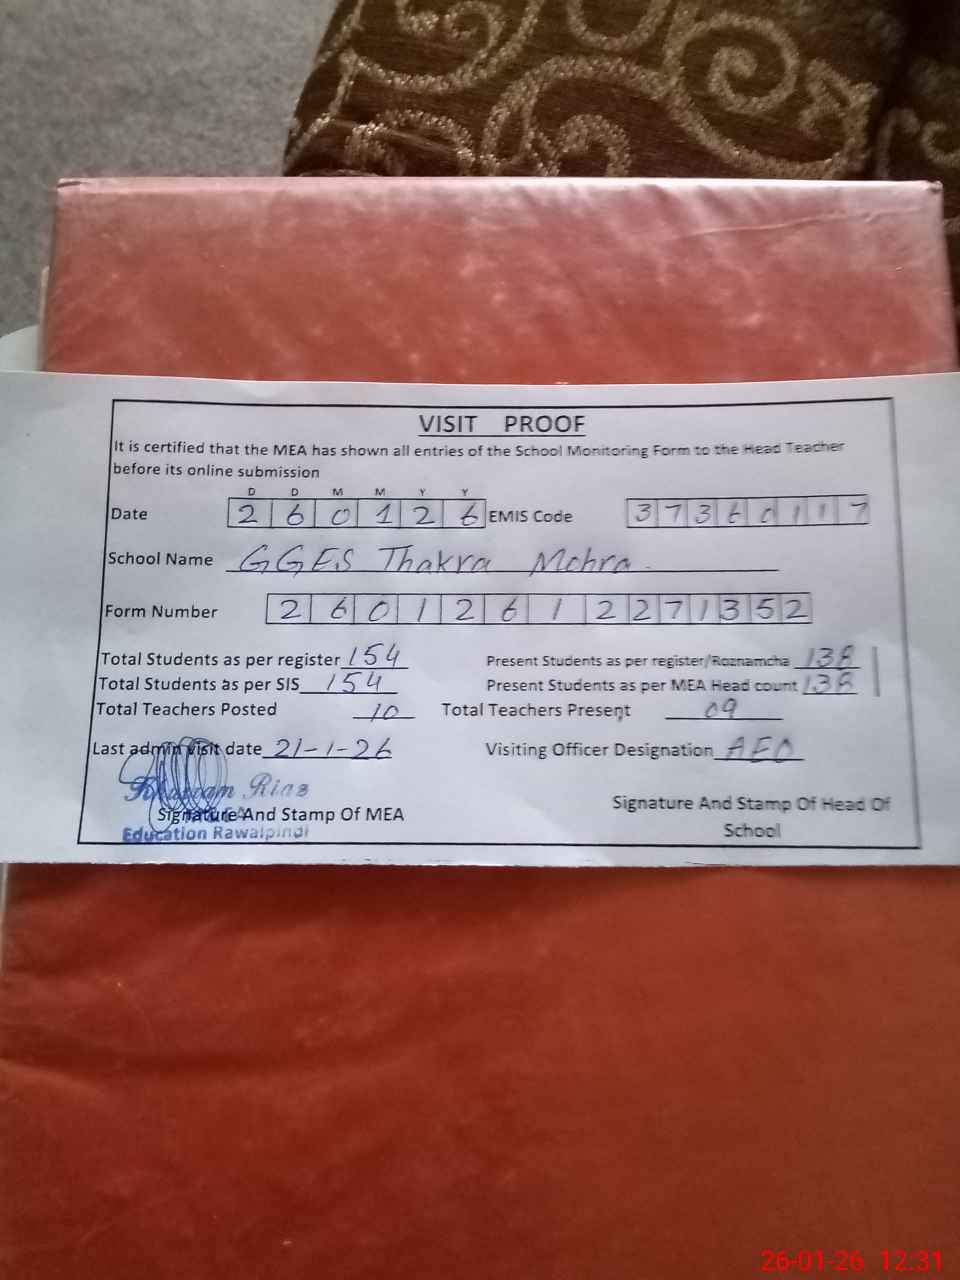 VISIT PROOF
It is certified that the MEA has shown all entries of the School Monitoring Form to the Head Teacher
before its online submission
D D M M Y Y
Date 2 6 0 1 2 6 EMIS Code 3 7 3 6 0 1 1 7
School Name GGES Thakra Mohra.
Form Number 2 6 0 1 2 6 1 2 2 7 1 3 5 2
Total Students as per register 154 Present Students as per register/Roznamcha 138
Total Students as per SIS 154 Present Students as per MEA Head count 138
Total Teachers Posted 10 Total Teachers Present 09
Last admin visit date 21-1-26 Visiting Officer Designation AEO
Khurram Riaz
Signature And Stamp Of MEA Signature And Stamp Of Head Of
School
Education Rawalpindi
26-01-26 12:31